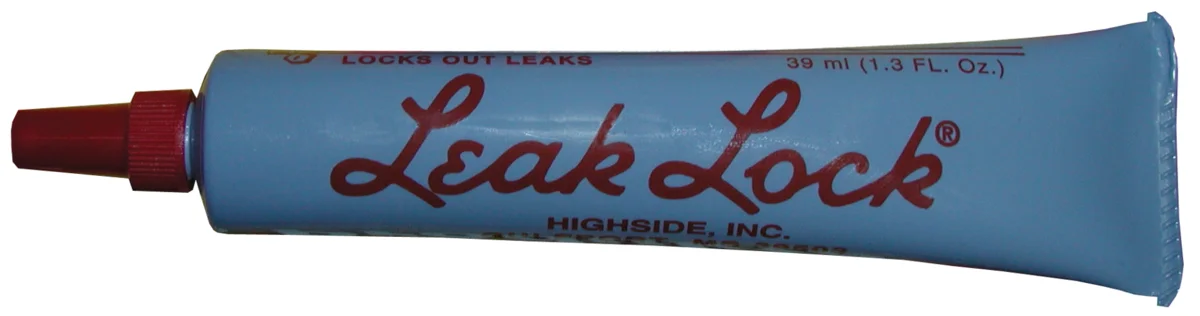 LOCKS OUT LEAKS
39 ml (1.3 FL. Oz.)
Leak Lock®
HIGHSIDE, INC.